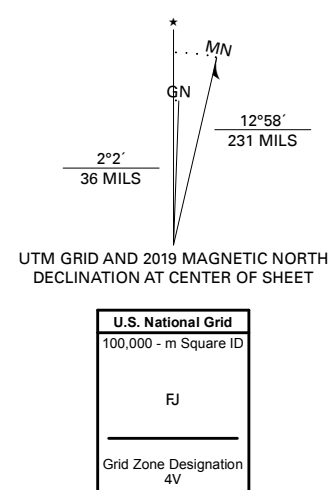 ★
MN
GN
12°58´
231 MILS
2°2´
36 MILS
UTM GRID AND 2019 MAGNETIC NORTH
DECLINATION AT CENTER OF SHEET
U.S. National Grid
100,000 - m Square ID
FJ
Grid Zone Designation
4V